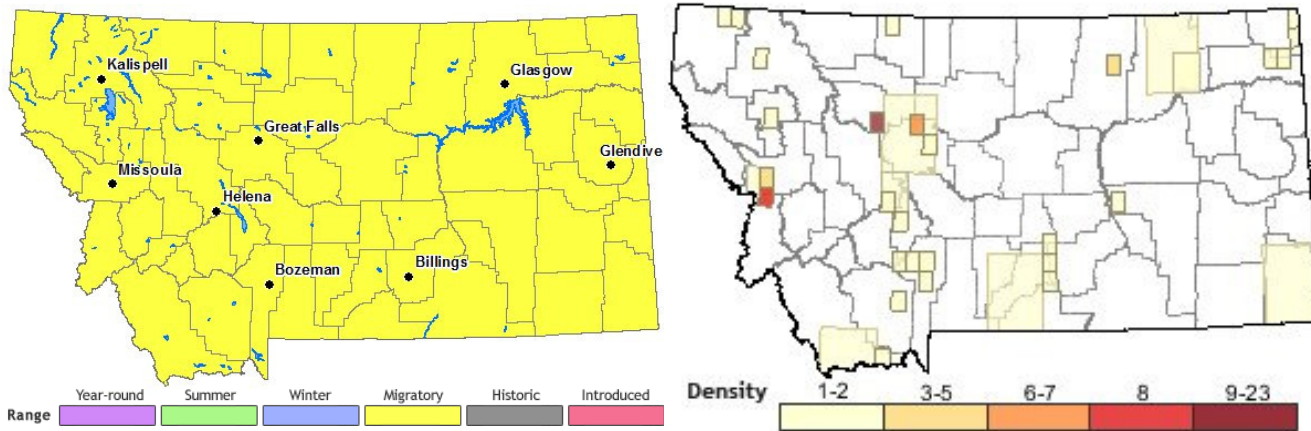 Kalispell
Glasgow
Great Falls
Glendive
Missoula
Helena
Bozeman
Billings
Range Year-round Summer Winter Migratory Historic Introduced
Density 1-2 3-5 6-7 8 9-23